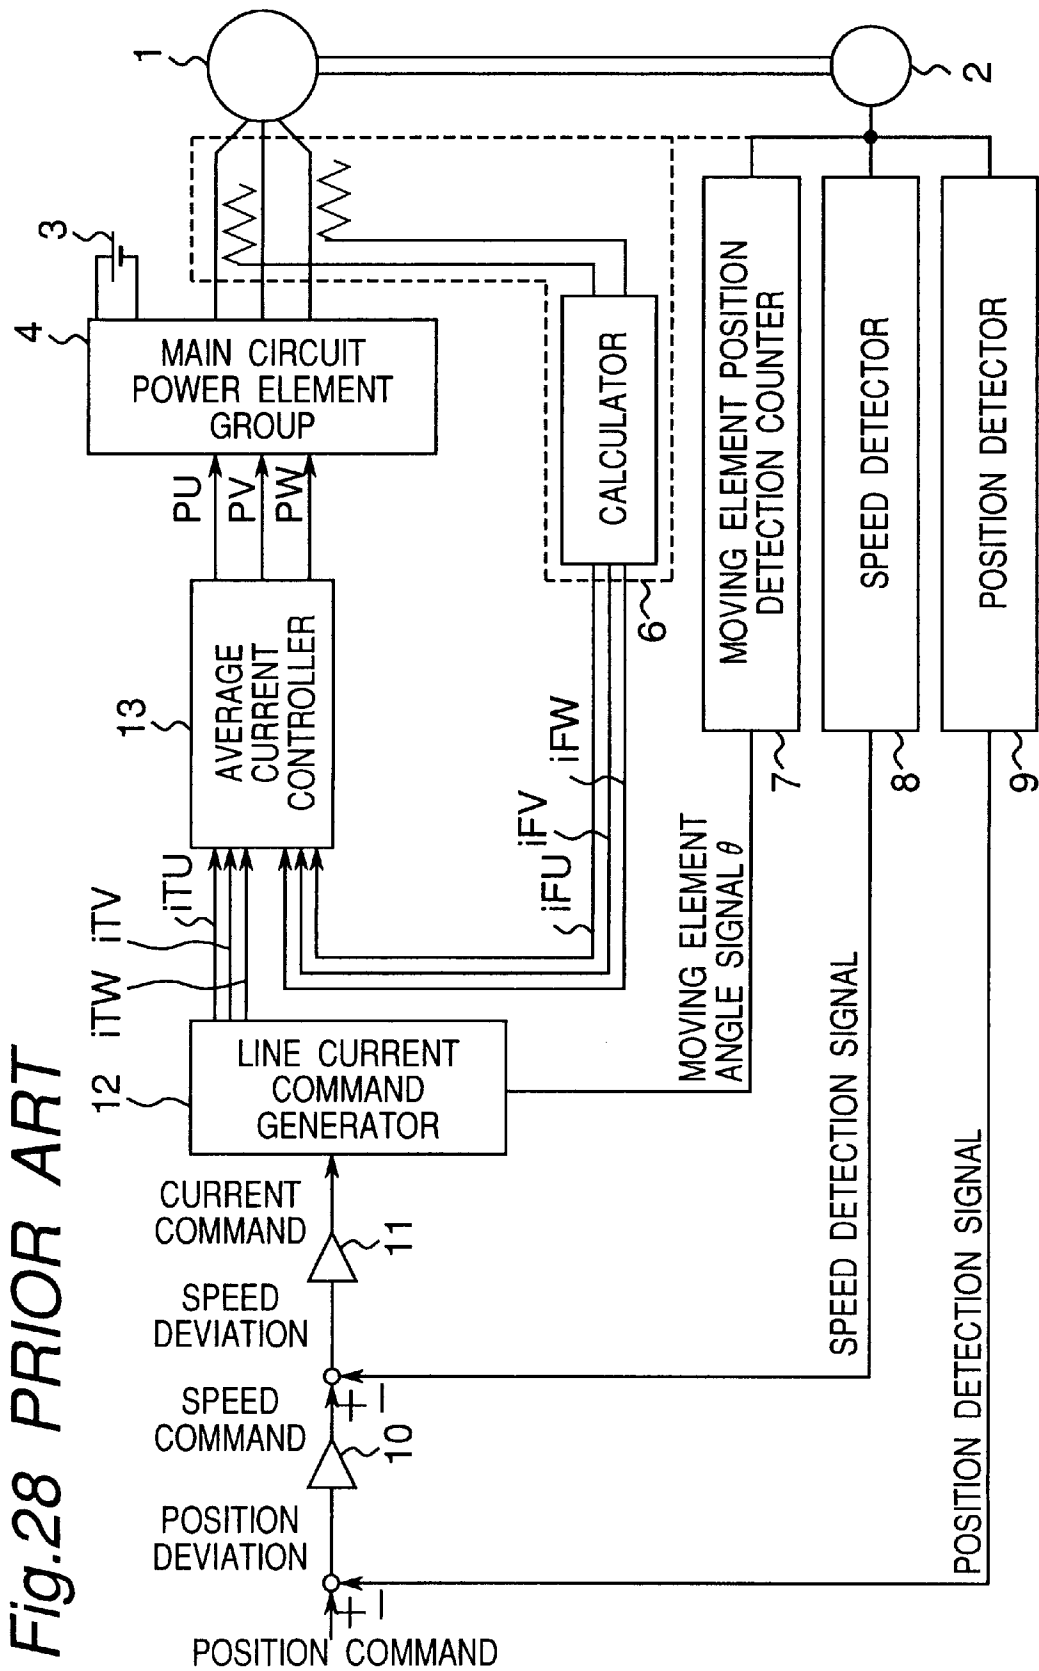 Fig.28 PRIOR ART
1
2
3
4
MAIN CIRCUIT
POWER ELEMENT
GROUP
PU
PV
PW
13
AVERAGE
CURRENT
CONTROLLER
CALCULATOR
6
iTW
iTV
iTU
iFU
iFV
iFW
12
LINE CURRENT
COMMAND
GENERATOR
MOVING ELEMENT POSITION
DETECTION COUNTER
7
SPEED DETECTOR
8
POSITION DETECTOR
9
MOVING ELEMENT
ANGLE SIGNAL θ
SPEED DETECTION SIGNAL
POSITION DETECTION SIGNAL
CURRENT
COMMAND
11
SPEED
DEVIATION
+ −
SPEED
COMMAND
10
POSITION
DEVIATION
+ −
POSITION COMMAND